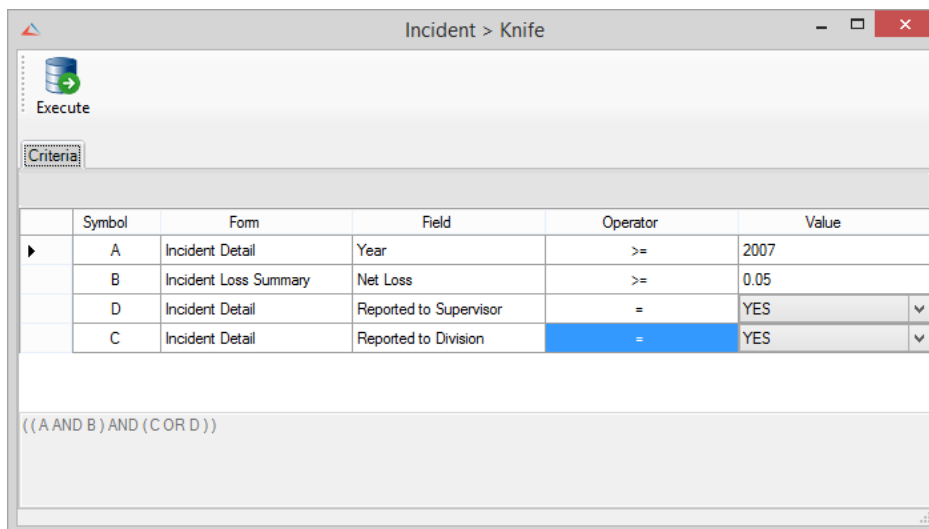 Incident > Knife
Execute
Criteria
Symbol Form Field Operator Value
A Incident Detail Year >= 2007
B Incident Loss Summary Net Loss >= 0.05
D Incident Detail Reported to Supervisor = YES
C Incident Detail Reported to Division = YES
( ( A AND B ) AND ( C OR D ) )